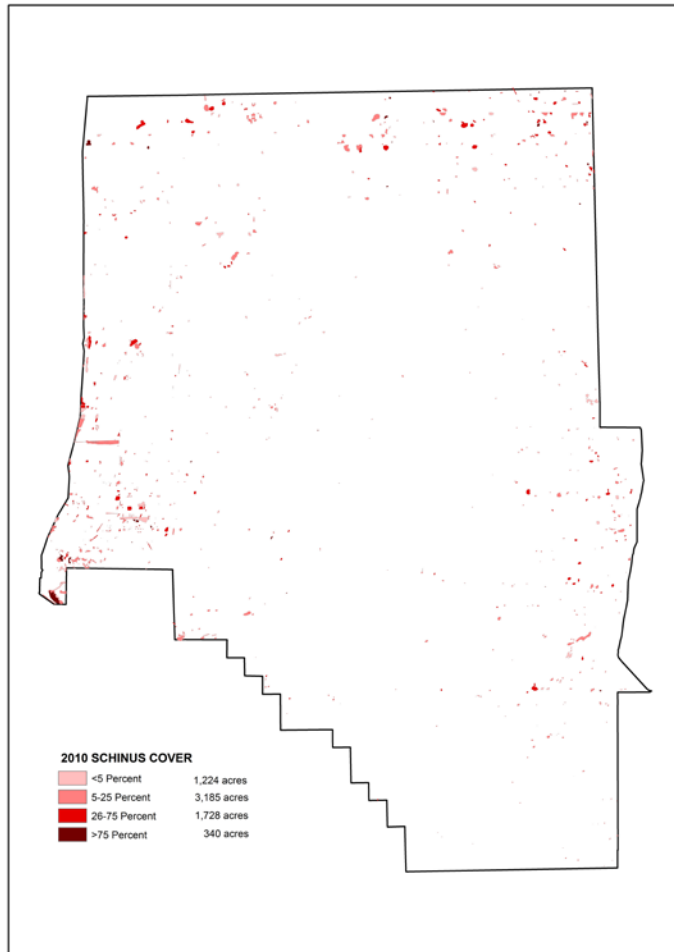 2010 SCHINUS COVER
<5 Percent 1,224 acres
5-25 Percent 3,185 acres
26-75 Percent 1,728 acres
>75 Percent 340 acres